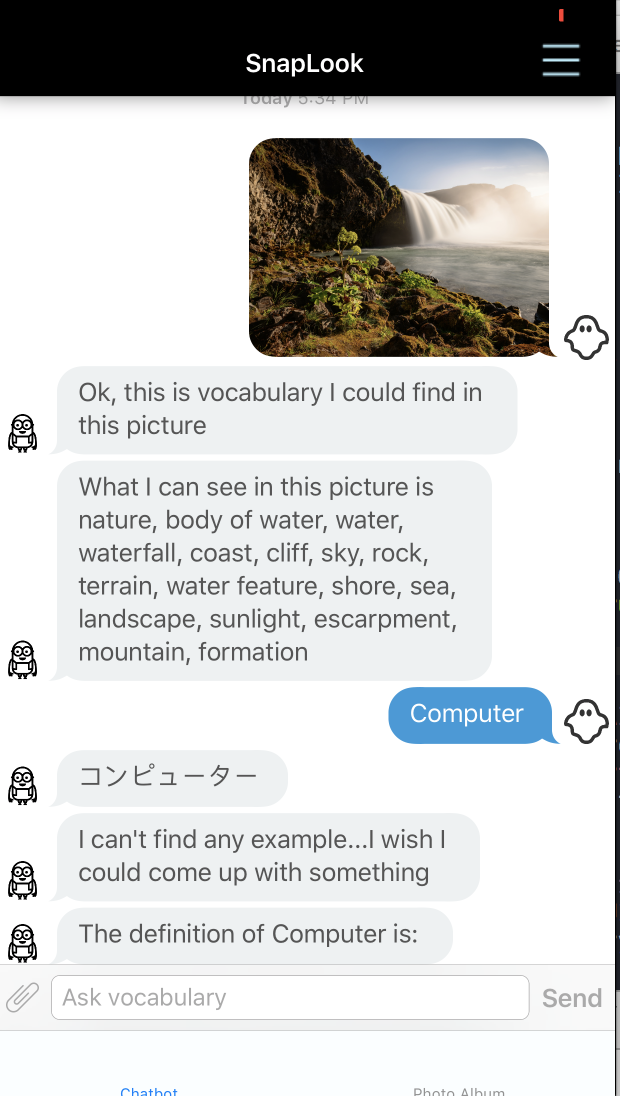 SnapLook
Today 5:34 PM
Ok, this is vocabulary I could find in
this picture
What I can see in this picture is
nature, body of water, water,
waterfall, coast, cliff, sky, rock,
terrain, water feature, shore, sea,
landscape, sunlight, escarpment,
mountain, formation
Computer
コンピューター
I can't find any example...I wish I
could come up with something
The definition of Computer is:
Ask vocabulary
Send
Chatbot
Photo Album